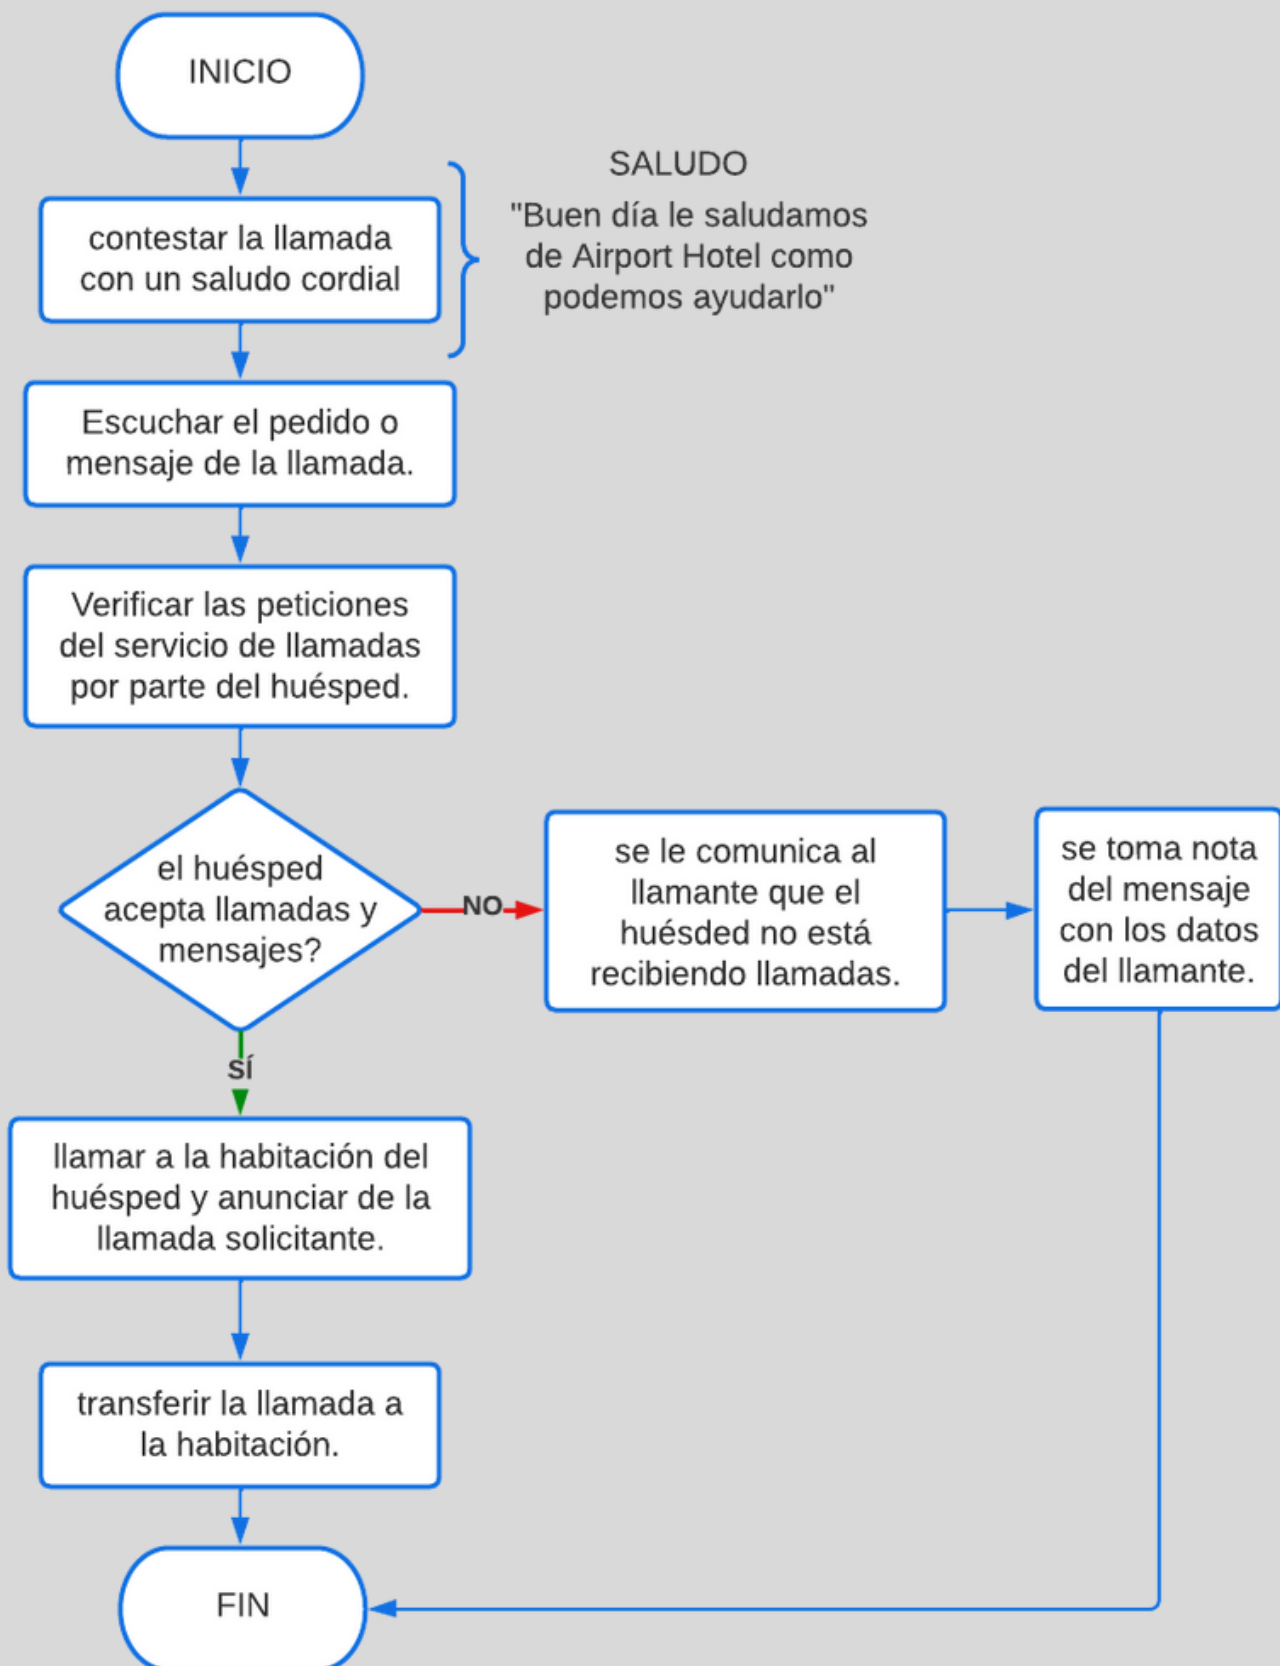 INICIO
contestar la llamada
con un saludo cordial
SALUDO
"Buen día le saludamos
de Airport Hotel como
podemos ayudarlo"
Escuchar el pedido o
mensaje de la llamada.
Verificar las peticiones
del servicio de llamadas
por parte del huésped.
el huésped
acepta llamadas y
mensajes?
NO
se le comunica al
llamante que el
huésded no está
recibiendo llamadas.
se toma nota
del mensaje
con los datos
del llamante.
SÍ
llamar a la habitación del
huésped y anunciar de la
llamada solicitante.
transferir la llamada a
la habitación.
FIN